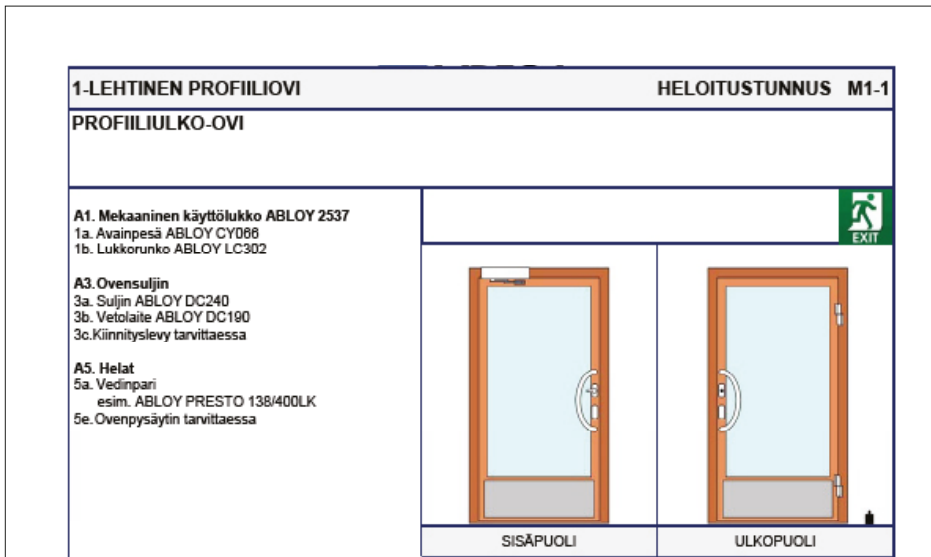 1-LEHTINEN PROFIILIOVI HELOITUSTUNNUS M1-1
PROFIILIULKO-OVI
A1. Mekaaninen käyttölukko ABLOY 2537
1a. Avainpesä ABLOY CY066
1b. Lukkorunko ABLOY LC302
A3. Ovensuljin
3a. Suljin ABLOY DC240
3b. Vetolaite ABLOY DC190
3c.Kiinnityslevy tarvittaessa
A5. Helat
5a. Vedinpari
esim. ABLOY PRESTO 138/400LK
5e. Ovenpysäytin tarvittaessa
EXIT
SISÄPUOLI
ULKOPUOLI